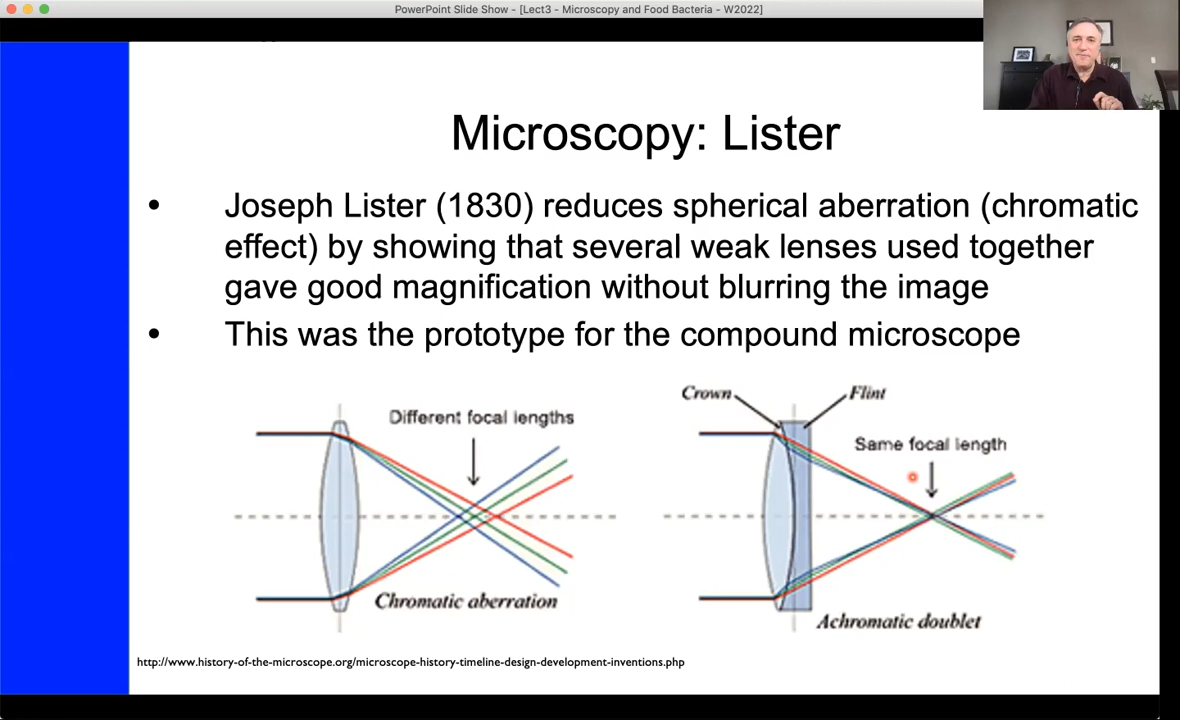 PowerPoint Slide Show - [Lect3 - Microscopy and Food Bacteria - W2022]
Microscopy: Lister
• Joseph Lister (1830) reduces spherical aberration (chromatic
effect) by showing that several weak lenses used together
gave good magnification without blurring the image
• This was the prototype for the compound microscope
Different focal lengths
Chromatic aberration
Crown
Flint
Same focal length
Achromatic doublet
http://www.history-of-the-microscope.org/microscope-history-timeline-design-development-inventions.php